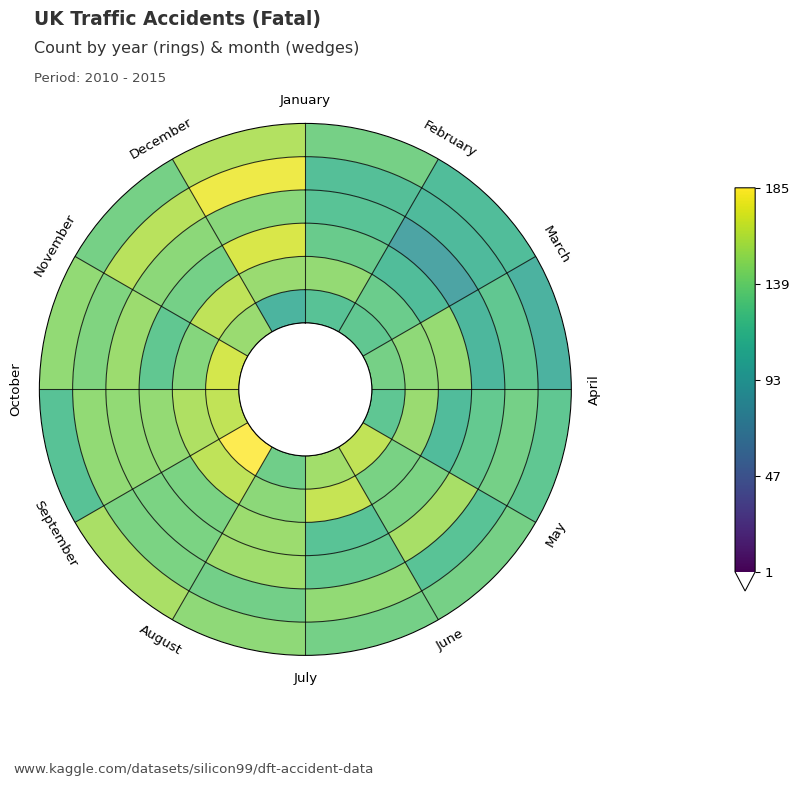 UK Traffic Accidents (Fatal)
Count by year (rings) & month (wedges)
Period: 2010 - 2015
January
February
March
April
May
June
July
August
September
October
November
December
185
139
93
47
1
www.kaggle.com/datasets/silicon99/dft-accident-data